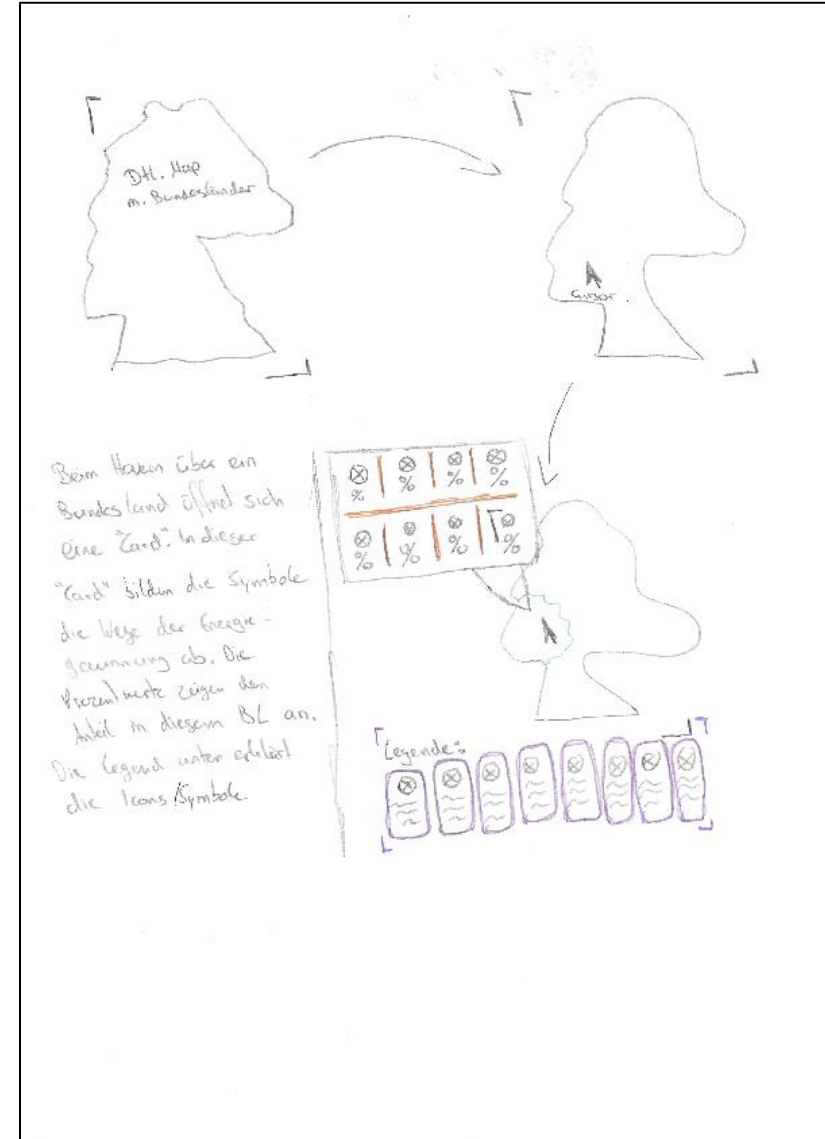 Dtl. Map
m. Bundesländer
Cursor
Beim Hovern über ein
Bundesland öffnet sich
eine "Card". In dieser
"Card" bilden die Symbole
die Wege der Energie-
gewinnung ab. Die
Prozentwerte zeigen den
Anteil in diesem BL an.
Die Legend unten erklärt
die Icons/Symbole.
% % % %
% % % %
Legende: